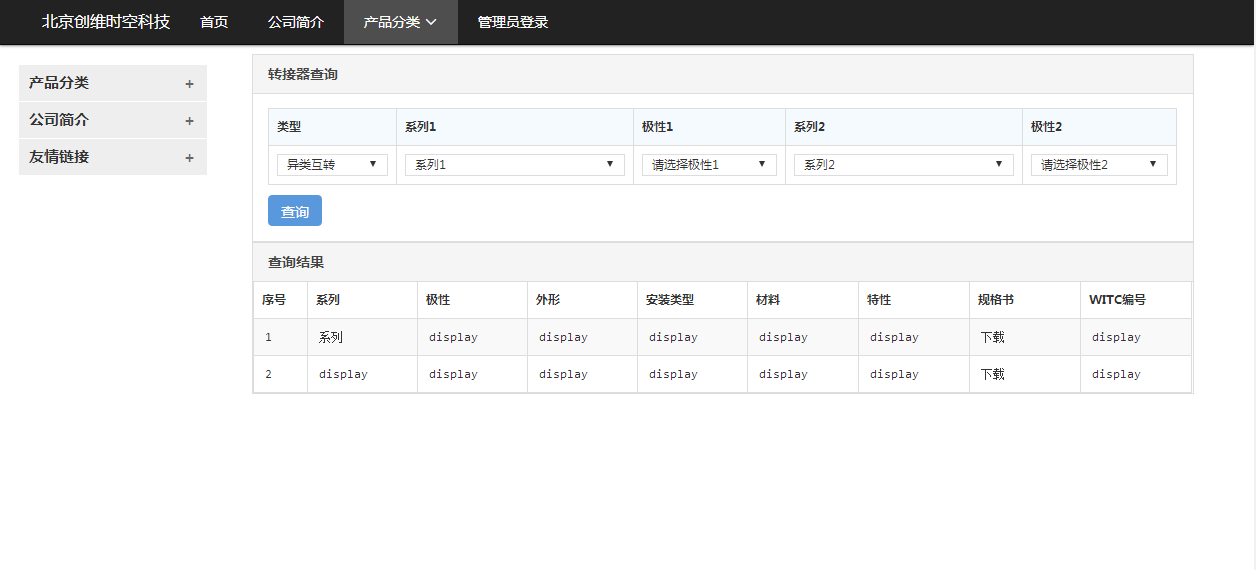 北京创维时空科技 首页 公司简介 产品分类 管理员登录
产品分类 +
公司简介 +
友情链接 +
转接器查询
类型 系列1 极性1 系列2 极性2
异类互转 系列1 请选择极性1 系列2 请选择极性2
查询
查询结果
序号 系列 极性 外形 安装类型 材料 特性 规格书 WITC编号
1 系列 display display display display display 下载 display
2 display display display display display display 下载 display